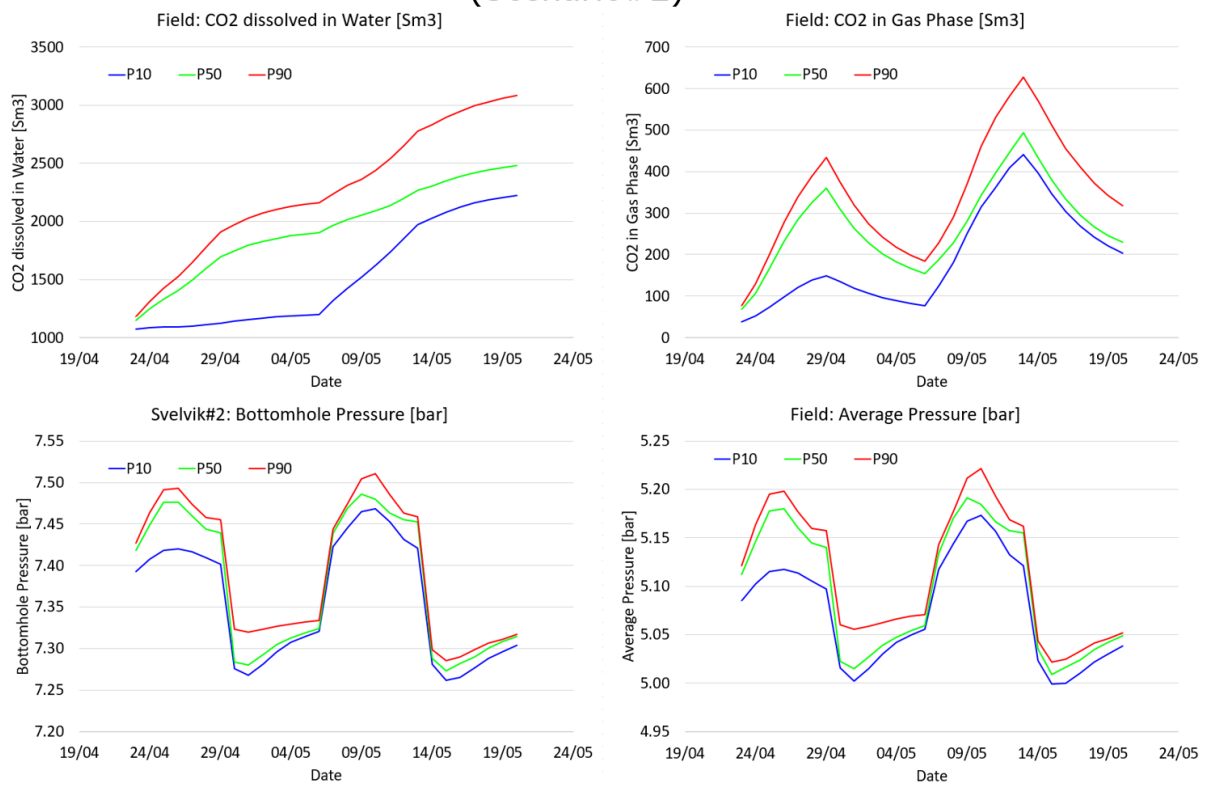 Field: CO2 dissolved in Water [Sm3]
P10 P50 P90
CO2 dissolved in Water [Sm3]
3500
3000
2500
2000
1500
1000
19/04 24/04 29/04 04/05 09/05 14/05 19/05 24/05
Date
Field: CO2 in Gas Phase [Sm3]
P10 P50 P90
CO2 in Gas Phase [Sm3]
700
600
500
400
300
200
100
0
19/04 24/04 29/04 04/05 09/05 14/05 19/05 24/05
Date
Svelvik#2: Bottomhole Pressure [bar]
P10 P50 P90
Bottomhole Pressure [bar]
7.55
7.50
7.45
7.40
7.35
7.30
7.25
7.20
19/04 24/04 29/04 04/05 09/05 14/05 19/05 24/05
Date
Field: Average Pressure [bar]
P10 P50 P90
Average Pressure [bar]
5.25
5.20
5.15
5.10
5.05
5.00
4.95
19/04 24/04 29/04 04/05 09/05 14/05 19/05 24/05
Date